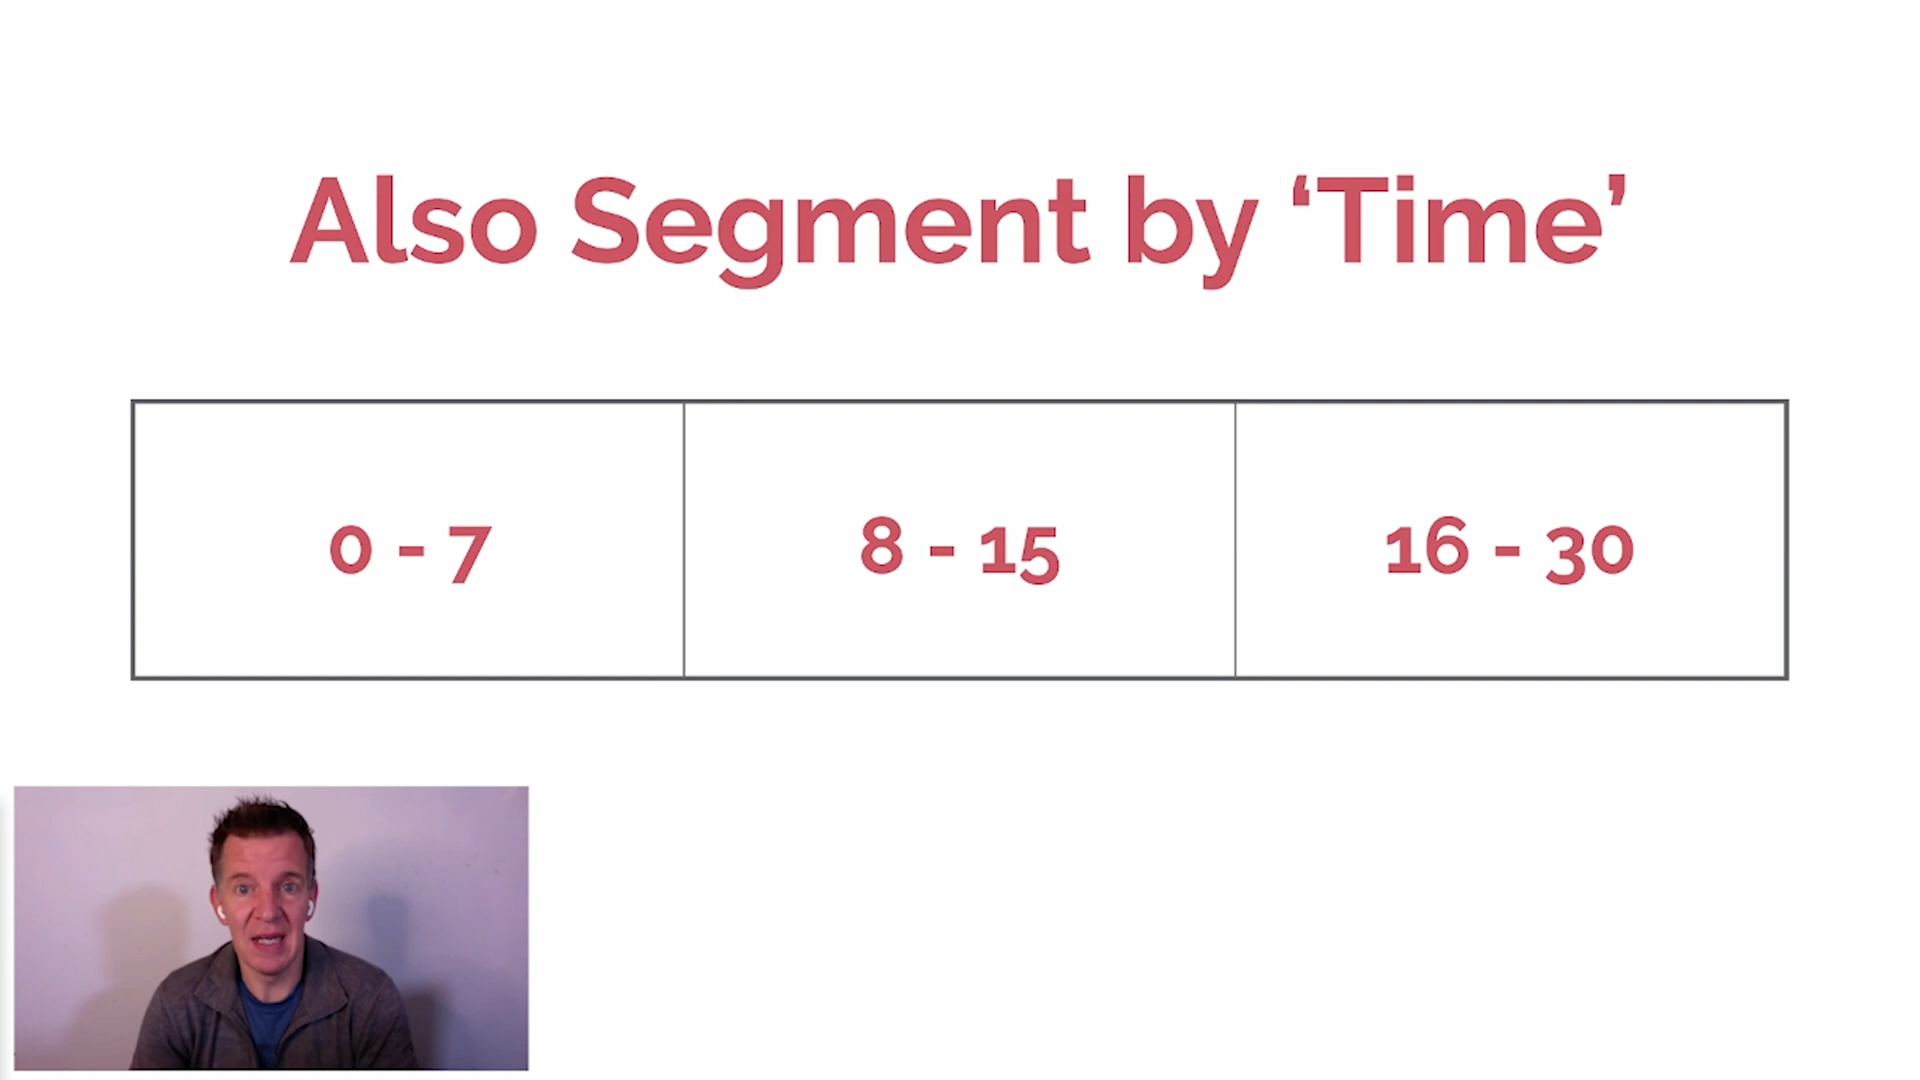 Also Segment by ‘Time’
0 - 7
8 - 15
16 - 30